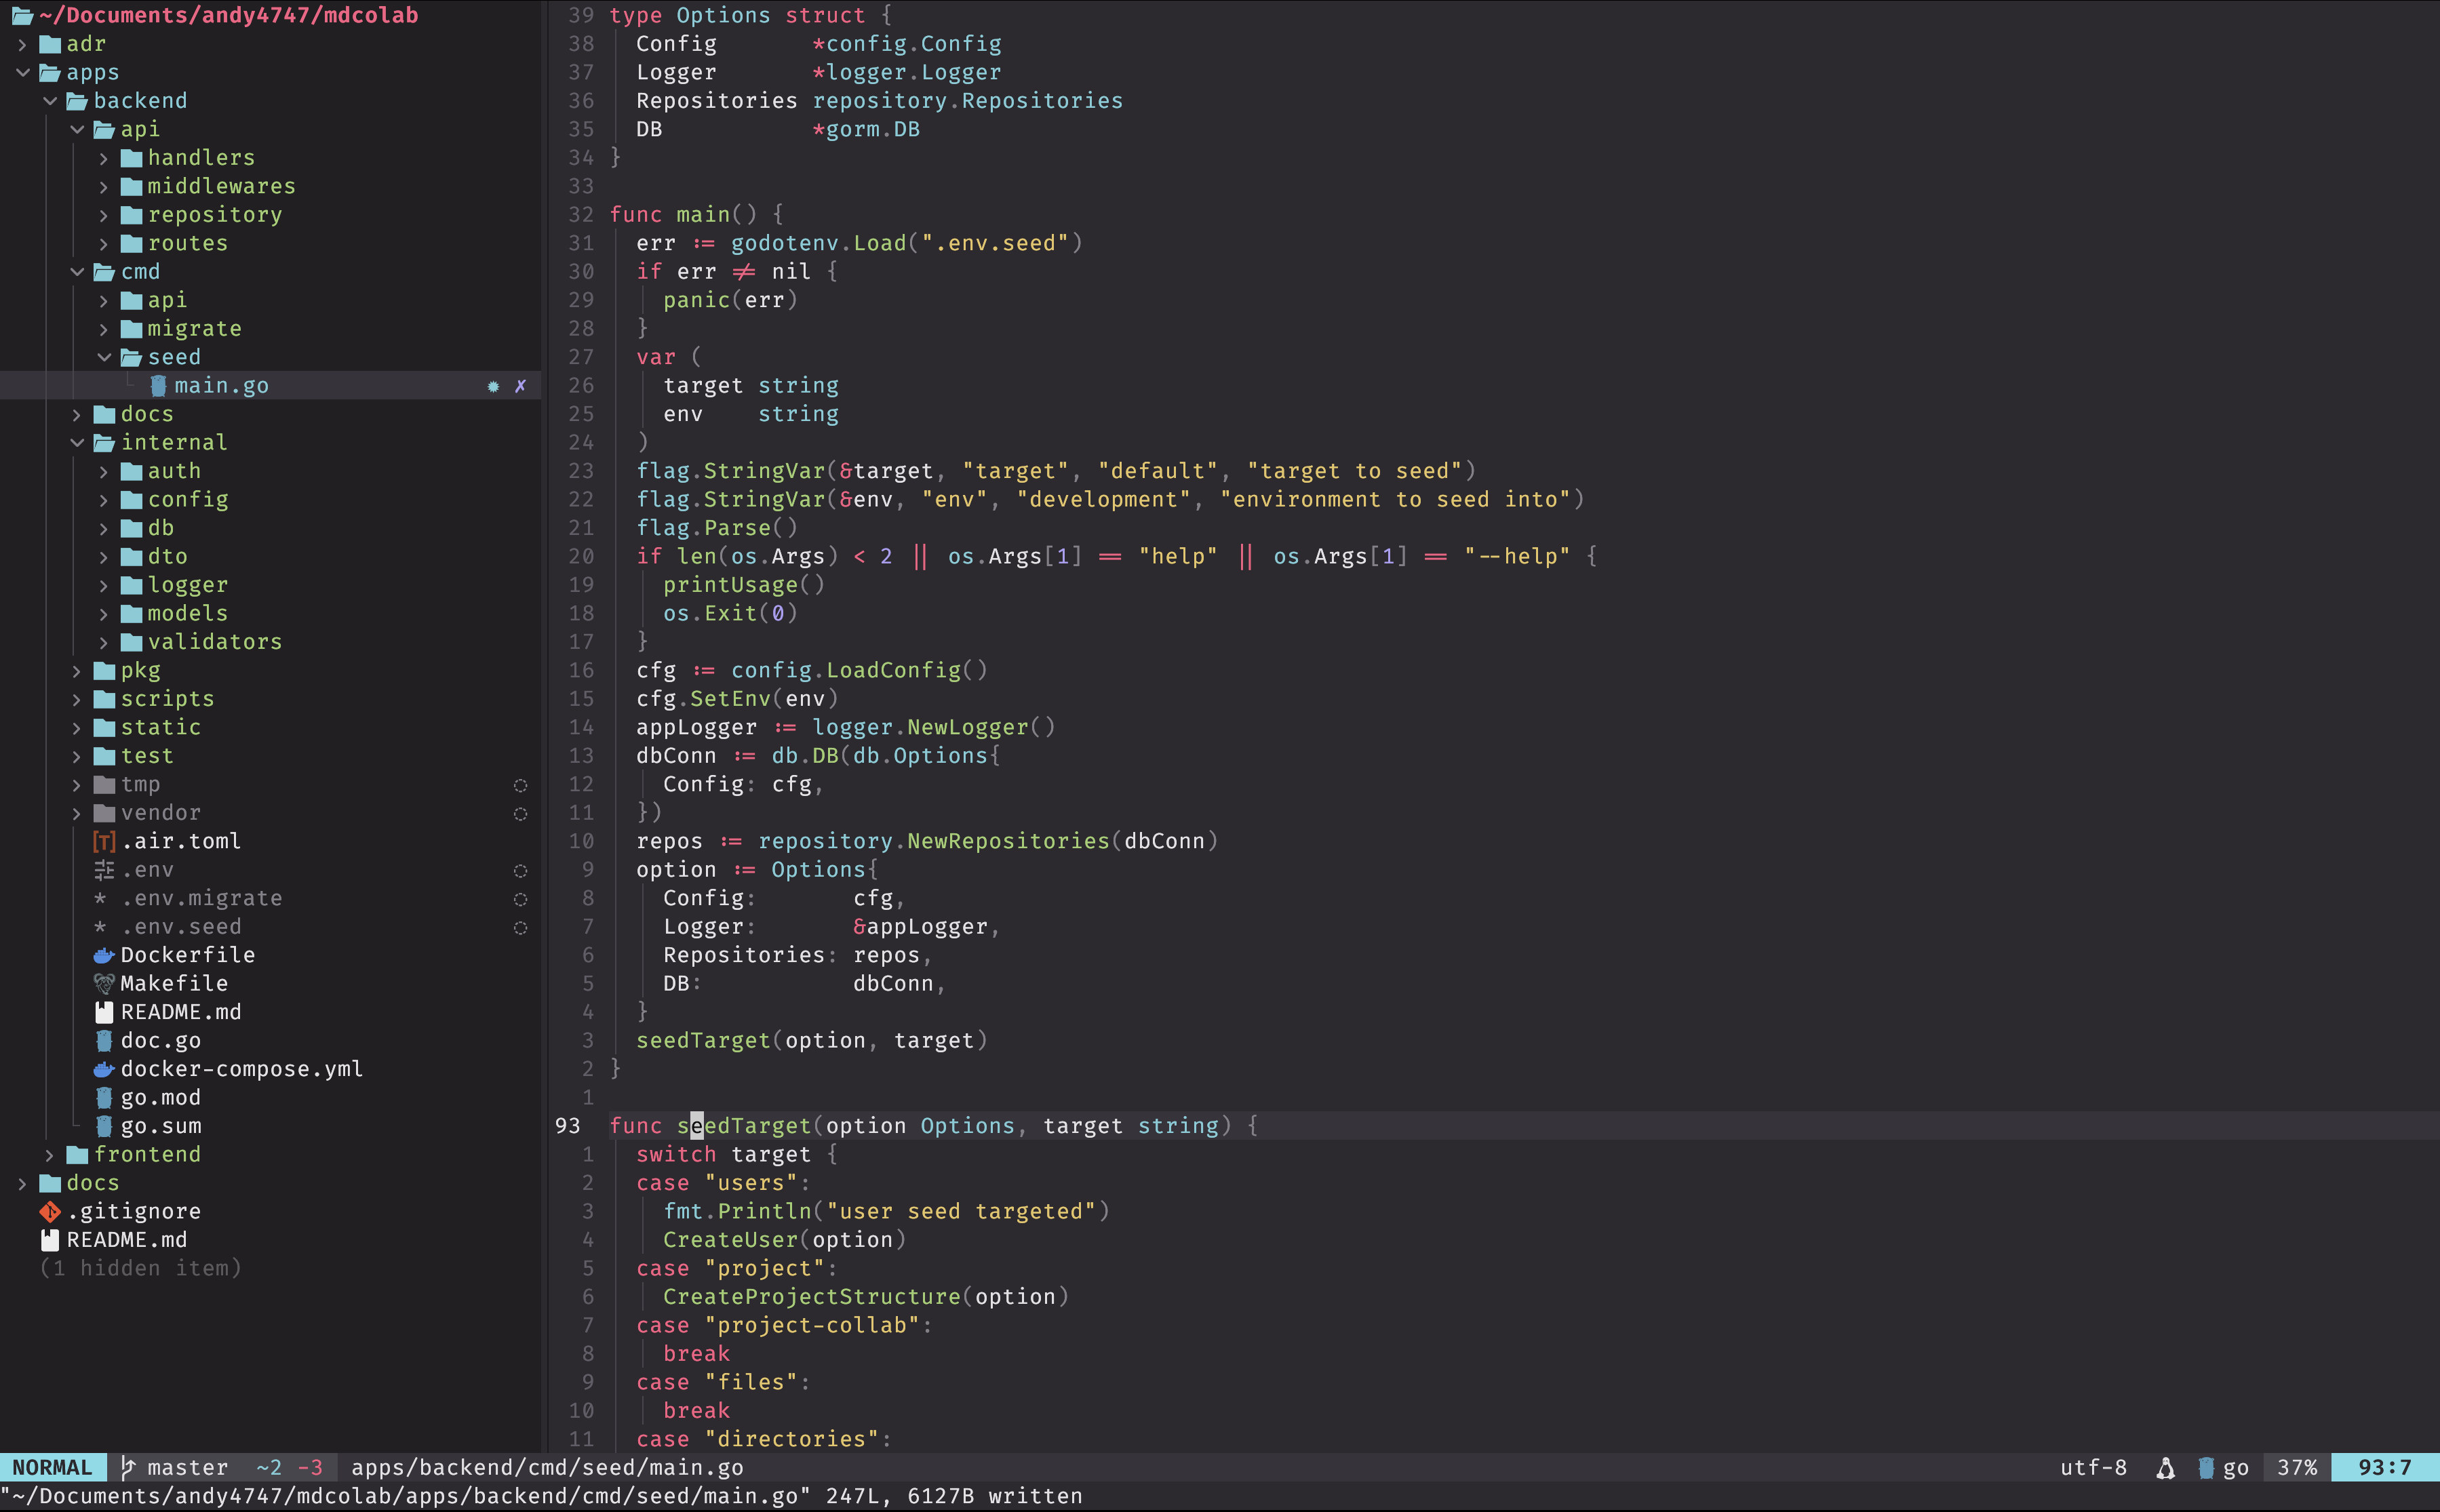 ~/Documents/andy4747/mdcolab
adr
apps
backend
api
handlers
middlewares
repository
routes
cmd
api
migrate
seed
main.go
docs
internal
auth
config
db
dto
logger
models
validators
pkg
scripts
static
test
tmp
vendor
[T] .air.toml
.env
* .env.migrate
* .env.seed
Dockerfile
Makefile
README.md
doc.go
docker-compose.yml
go.mod
go.sum
frontend
docs
.gitignore
README.md
(1 hidden item)
39 type Options struct {
38 Config *config.Config
37 Logger *logger.Logger
36 Repositories repository.Repositories
35 DB *gorm.DB
34 }
33
32 func main() {
31 err := godotenv.Load(".env.seed")
30 if err != nil {
29 panic(err)
28 }
27 var (
26 target string
25 env string
24 )
23 flag.StringVar(&target, "target", "default", "target to seed")
22 flag.StringVar(&env, "env", "development", "environment to seed into")
21 flag.Parse()
20 if len(os.Args) < 2 || os.Args[1] == "help" || os.Args[1] == "--help" {
19 printUsage()
18 os.Exit(0)
17 }
16 cfg := config.LoadConfig()
15 cfg.SetEnv(env)
14 appLogger := logger.NewLogger()
13 dbConn := db.DB(db.Options{
12 Config: cfg,
11 })
10 repos := repository.NewRepositories(dbConn)
9 option := Options{
8 Config: cfg,
7 Logger: &appLogger,
6 Repositories: repos,
5 DB: dbConn,
4 }
3 seedTarget(option, target)
2 }
1
93 func seedTarget(option Options, target string) {
1 switch target {
2 case "users":
3 fmt.Println("user seed targeted")
4 CreateUser(option)
5 case "project":
6 CreateProjectStructure(option)
7 case "project-collab":
8 break
9 case "files":
10 break
11 case "directories":
NORMAL master ~2 -3 apps/backend/cmd/seed/main.go utf-8 go 37% 93:7
"~/Documents/andy4747/mdcolab/apps/backend/cmd/seed/main.go" 247L, 6127B written